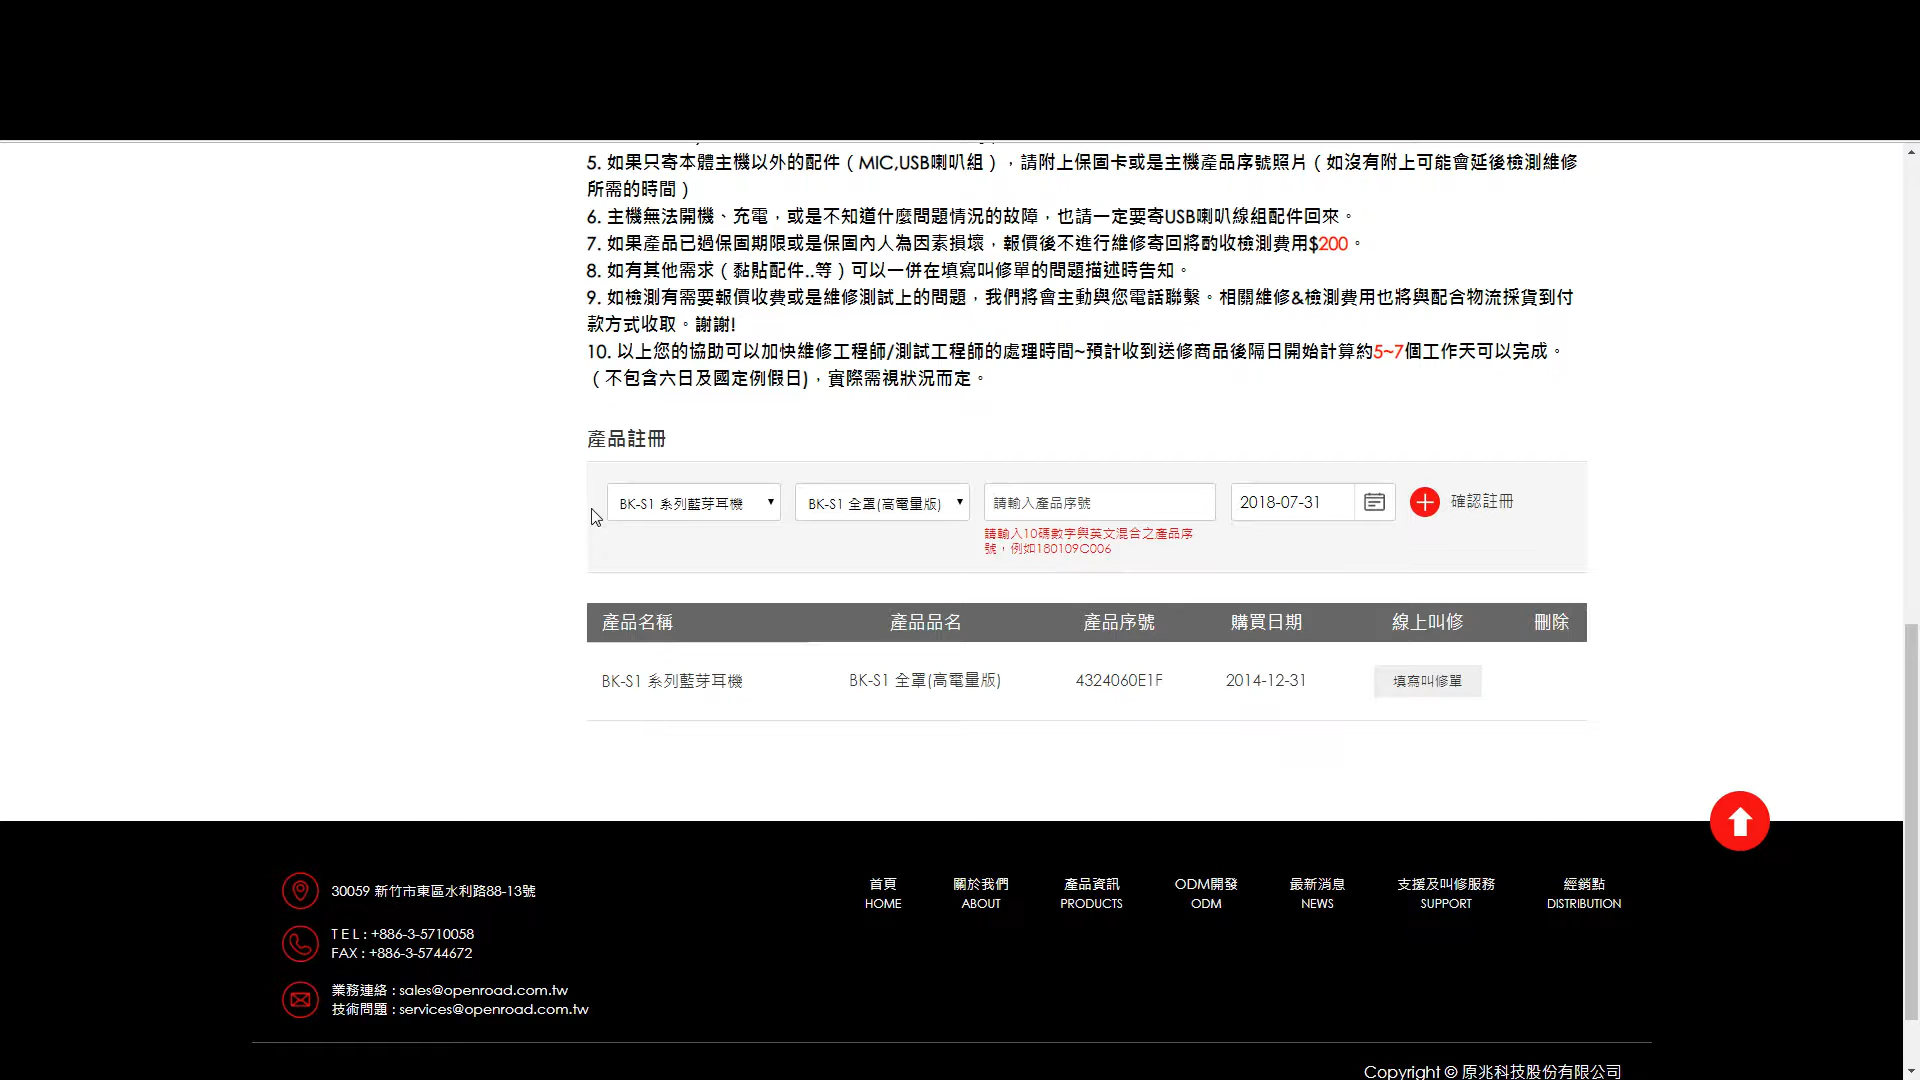 5. 如果只寄本體主機以外的配件（MIC,USB喇叭組），請附上保固卡或是主機產品序號照片（如沒有附上可能會延後檢測維修
所需的時間）
6. 主機無法開機、充電，或是不知道什麼問題情況的故障，也請一定要寄USB喇叭線組配件回來。
7. 如果產品已過保固期限或是保固內人為因素損壞，報價後不進行維修寄回將酌收檢測費用$200。
8. 如有其他需求（黏貼配件..等）可以一併在填寫叫修單的問題描述時告知。
9. 如檢測有需要報價收費或是維修測試上的問題，我們將會主動與您電話聯繫。相關維修&檢測費用也將與配合物流採貨到付
款方式收取。謝謝!
10. 以上您的協助可以加快維修工程師/測試工程師的處理時間~預計收到送修商品後隔日開始計算約5~7個工作天可以完成。
（不包含六日及國定例假日)，實際需視狀況而定。
產品註冊
BK-S1 系列藍芽耳機 BK-S1 全罩(高電量版) 請輸入產品序號 2018-07-31 確認註冊
請輸入10碼數字與英文混合之產品序
號，例如180109C006
產品名稱 產品品名 產品序號 購買日期 線上叫修 刪除
BK-S1 系列藍芽耳機 BK-S1 全罩(高電量版) 4324060E1F 2014-12-31 填寫叫修單
30059 新竹市東區水利路88-13號
T E L : +886-3-5710058
FAX : +886-3-5744672
業務連絡 : sales@openroad.com.tw
技術問題 : services@openroad.com.tw
首頁 關於我們 產品資訊 ODM開發 最新消息 支援及叫修服務 經銷點
HOME ABOUT PRODUCTS ODM NEWS SUPPORT DISTRIBUTION
Copyright © 原兆科技股份有限公司